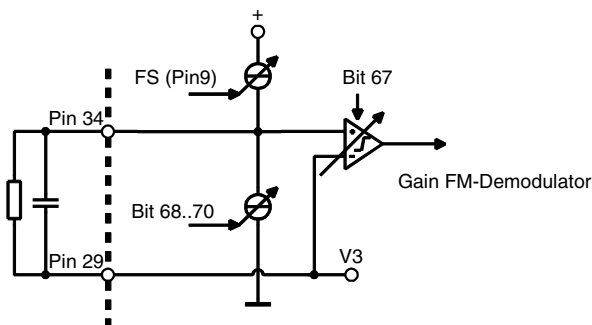 +
FS (Pin9)
Bit 67
Pin 34
Gain FM-Demodulator
Bit 68..70
Pin 29
V3